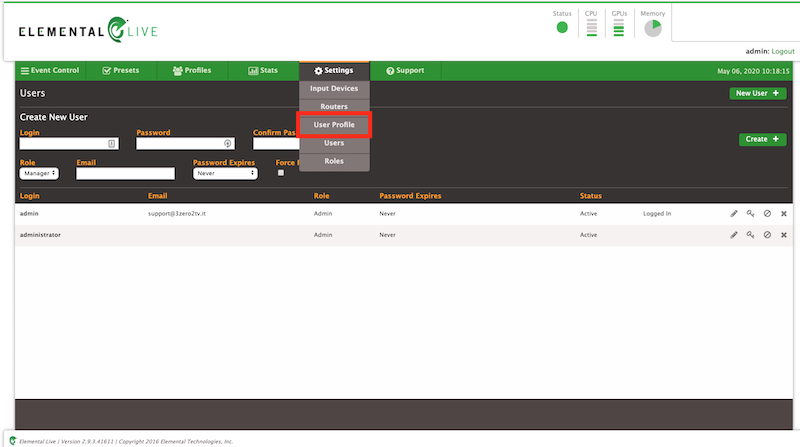 ELEMENTAL LIVE
Status CPU GPUs Memory
admin: Logout
Event Control Presets Profiles Stats Settings Support May 06, 2020 10:18:15
Input Devices
Routers
User Profile
Users
Roles
Users New User +
Create New User
Login Password Confirm Pas
Create +
Role Email Password Expires Force
Manager Never
Login Email Role Password Expires Status
admin support@3zero2tv.it Admin Never Active Logged In
administrator Admin Never Active
Elemental Live | Version 2.9.3.41611 | Copyright 2016 Elemental Technologies, Inc.